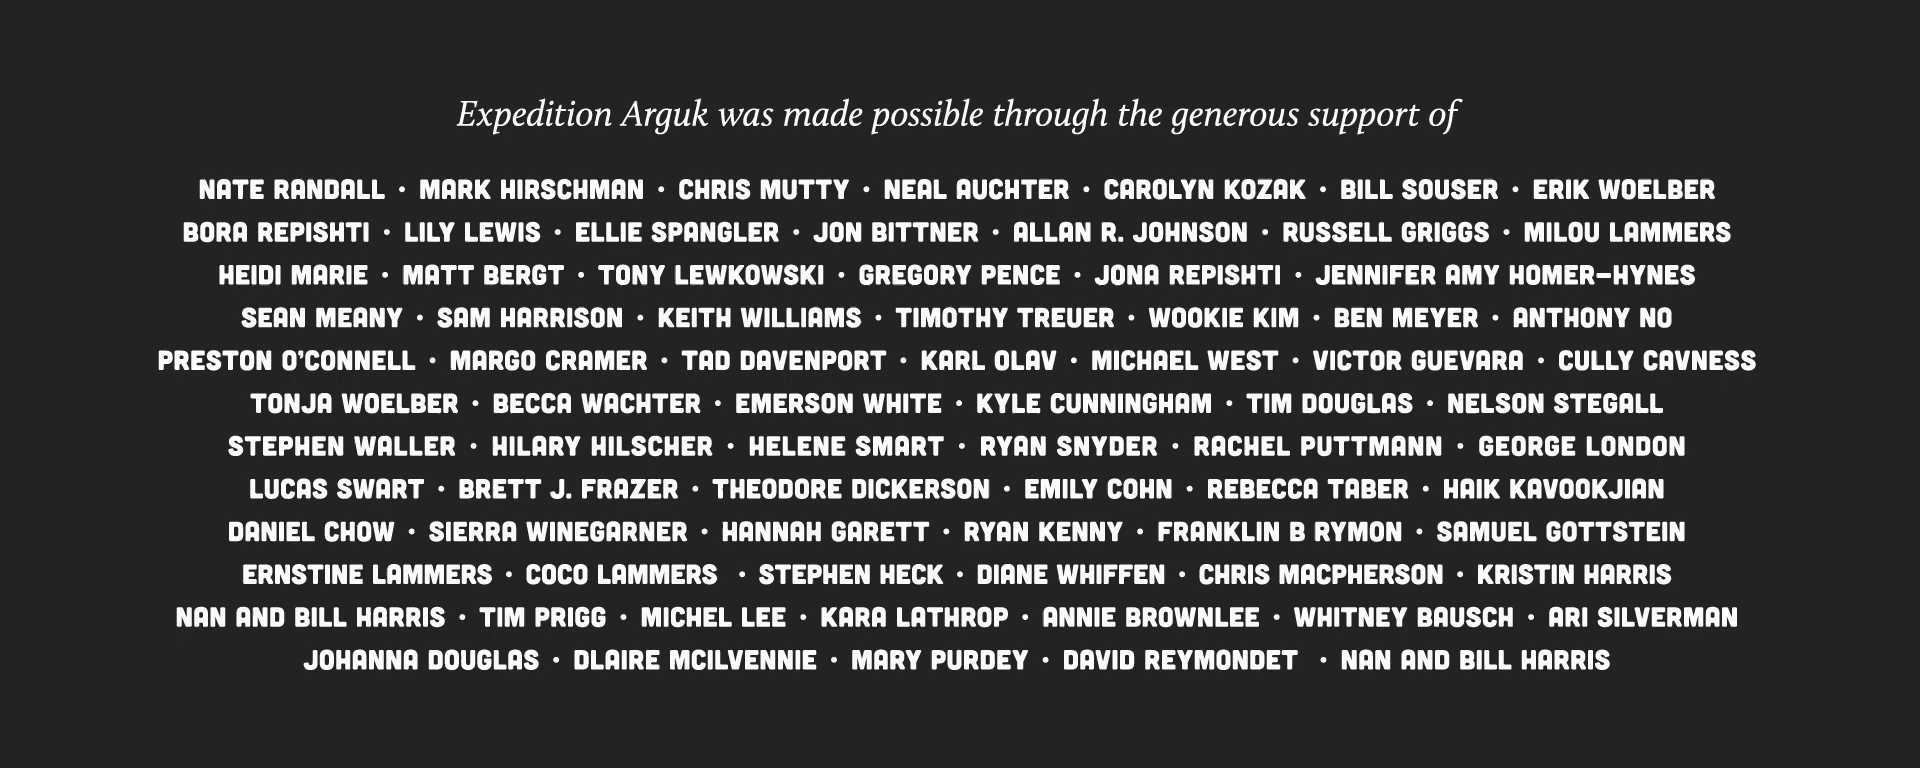 Expedition Arguk was made possible through the generous support of
NATE RANDALL • MARK HIRSCHMAN • CHRIS MUTTY • NEAL AUCHTER • CAROLYN KOZAK • BILL SOUSER • ERIK WOELBER
BORA REPISHTI • LILY LEWIS • ELLIE SPANGLER • JON BITTNER • ALLAN R. JOHNSON • RUSSELL GRIGGS • MILOU LAMMERS
HEIDI MARIE • MATT BERGT • TONY LEWKOWSKI • GREGORY PENCE • JONA REPISHTI • JENNIFER AMY HOMER–HYNES
SEAN MEANY • SAM HARRISON • KEITH WILLIAMS • TIMOTHY TREUER • WOOKIE KIM • BEN MEYER • ANTHONY NO
PRESTON O’CONNELL • MARGO CRAMER • TAD DAVENPORT • KARL OLAV • MICHAEL WEST • VICTOR GUEVARA • CULLY CAVNESS
TONJA WOELBER • BECCA WACHTER • EMERSON WHITE • KYLE CUNNINGHAM • TIM DOUGLAS • NELSON STEGALL
STEPHEN WALLER • HILARY HILSCHER • HELENE SMART • RYAN SNYDER • RACHEL PUTTMANN • GEORGE LONDON
LUCAS SWART • BRETT J. FRAZER • THEODORE DICKERSON • EMILY COHN • REBECCA TABER • HAIK KAVOOKJIAN
DANIEL CHOW • SIERRA WINEGARNER • HANNAH GARETT • RYAN KENNY • FRANKLIN B RYMON • SAMUEL GOTTSTEIN
ERNSTINE LAMMERS • COCO LAMMERS • STEPHEN HECK • DIANE WHIFFEN • CHRIS MACPHERSON • KRISTIN HARRIS
NAN AND BILL HARRIS • TIM PRIGG • MICHEL LEE • KARA LATHROP • ANNIE BROWNLEE • WHITNEY BAUSCH • ARI SILVERMAN
JOHANNA DOUGLAS • DLAIRE MCILVENNIE • MARY PURDEY • DAVID REYMONDET • NAN AND BILL HARRIS